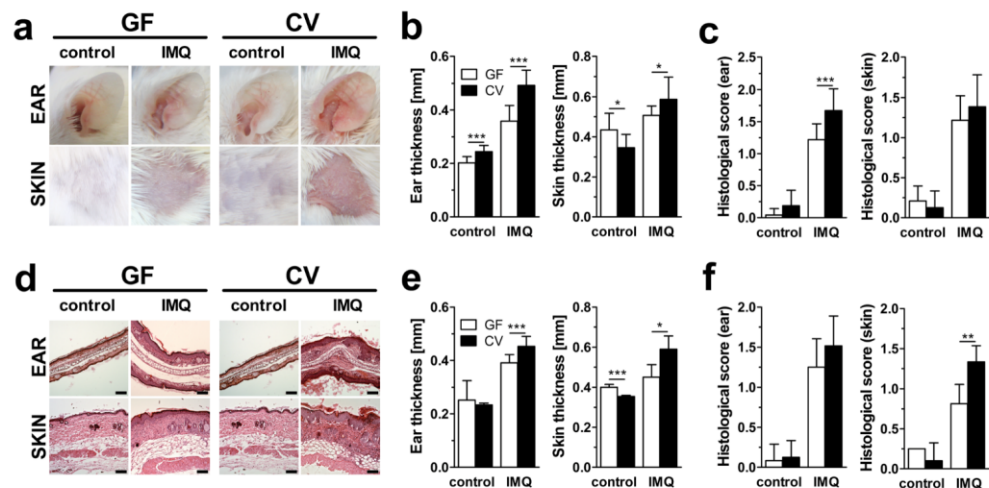 a
GF CV
control IMQ control IMQ
EAR
SKIN
b
Ear thickness [mm]
0.6
0.4
0.2
0.0
GF
CV
***
***
control IMQ
Skin thickness [mm]
0.8
0.6
0.4
0.2
0.0
*
*
control IMQ
c
Histological score (ear)
2.5
2.0
1.5
1.0
0.5
0.0
***
control IMQ
Histological score (skin)
2.0
1.5
1.0
0.5
0.0
control IMQ
d
GF CV
control IMQ control IMQ
EAR
SKIN
e
Ear thickness [mm]
0.6
0.4
0.2
0.0
GF
CV
***
control IMQ
Skin thickness [mm]
0.8
0.6
0.4
0.2
0.0
***
*
control IMQ
f
Histological score (ear)
2.0
1.5
1.0
0.5
0.0
control IMQ
Histological score (skin)
2.0
1.5
1.0
0.5
0.0
**
control IMQ